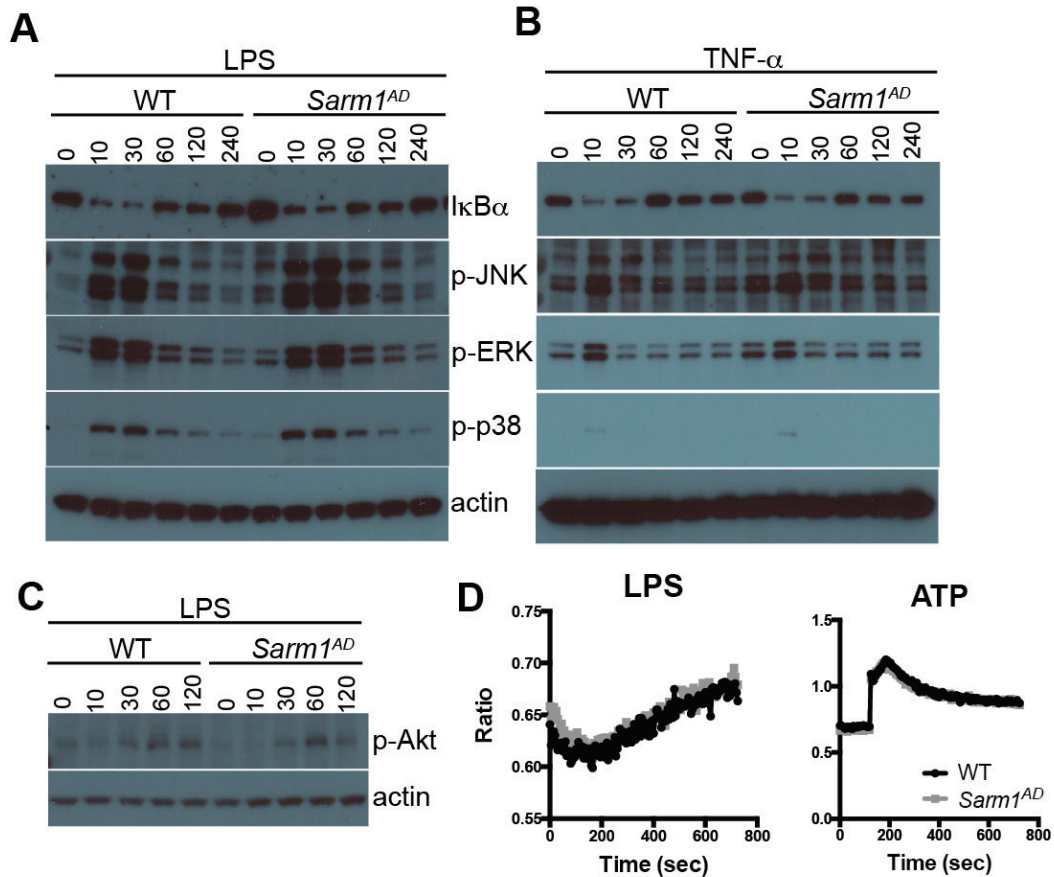 A
LPS
WT Sarm1AD
0 10 30 60 120 240 0 10 30 60 120 240
IκBα
p-JNK
p-ERK
p-p38
actin
B
TNF-α
WT Sarm1AD
0 10 30 60 120 240 0 10 30 60 120 240
C
LPS
WT Sarm1AD
0 10 30 60 120 0 10 30 60 120
p-Akt
actin
D
LPS
0.75
0.70
0.65
0.60
0.55
Ratio
0 200 400 600 800
Time (sec)
ATP
1.5
1.0
0.5
0.0
WT
Sarm1AD
0 200 400 600 800
Time (sec)